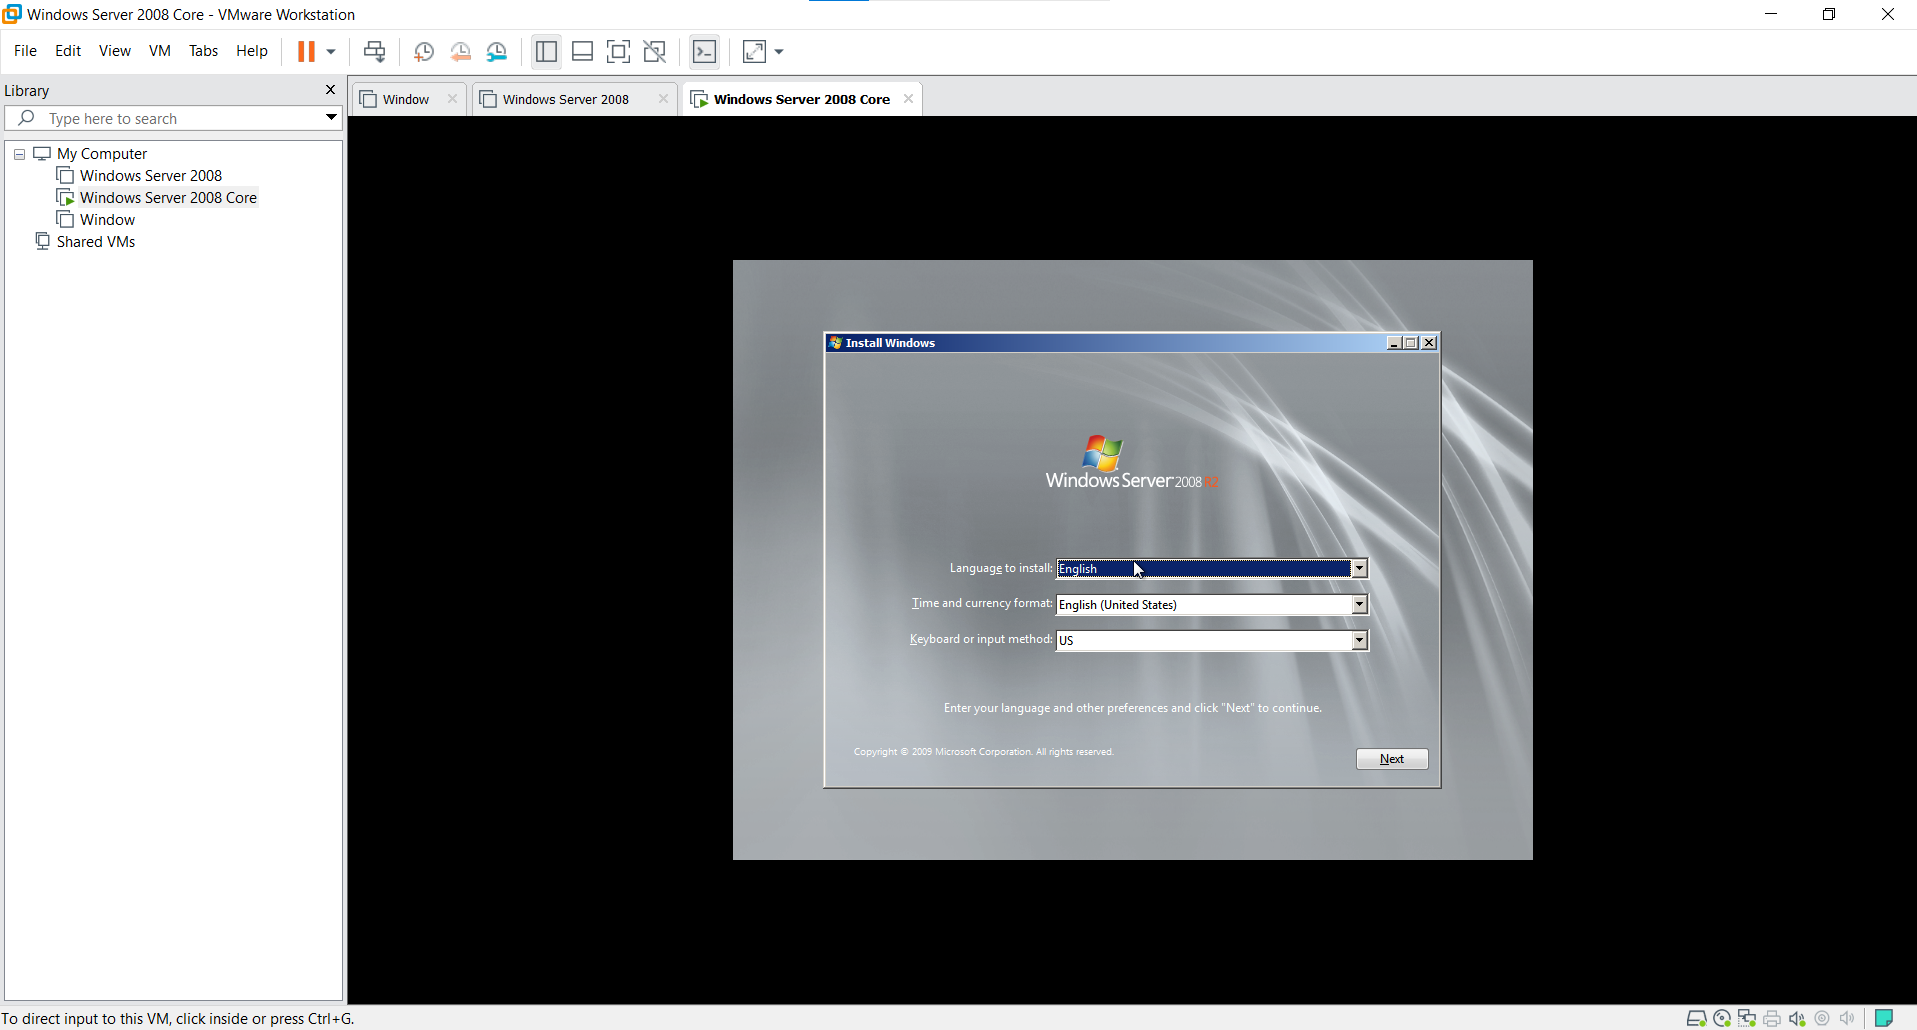 Windows Server 2008 Core - VMware Workstation
File Edit View VM Tabs Help
Library
Type here to search
My Computer
Windows Server 2008
Windows Server 2008 Core
Window
Shared VMs
Window Windows Server 2008 Windows Server 2008 Core
Install Windows
Windows Server 2008 R2
Language to install: English
Time and currency format: English (United States)
Keyboard or input method: US
Enter your language and other preferences and click "Next" to continue.
Copyright © 2009 Microsoft Corporation. All rights reserved.
Next
To direct input to this VM, click inside or press Ctrl+G.